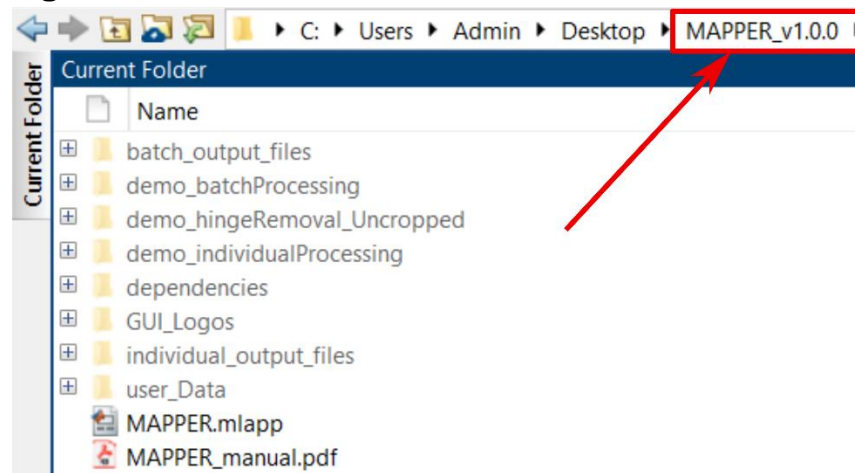 C: Users Admin Desktop MAPPER_v1.0.0
Current Folder
Current Folder
Name
batch_output_files
demo_batchProcessing
demo_hingeRemoval_Uncropped
demo_individualProcessing
dependencies
GUI_Logos
individual_output_files
user_Data
MAPPER.mlapp
MAPPER_manual.pdf